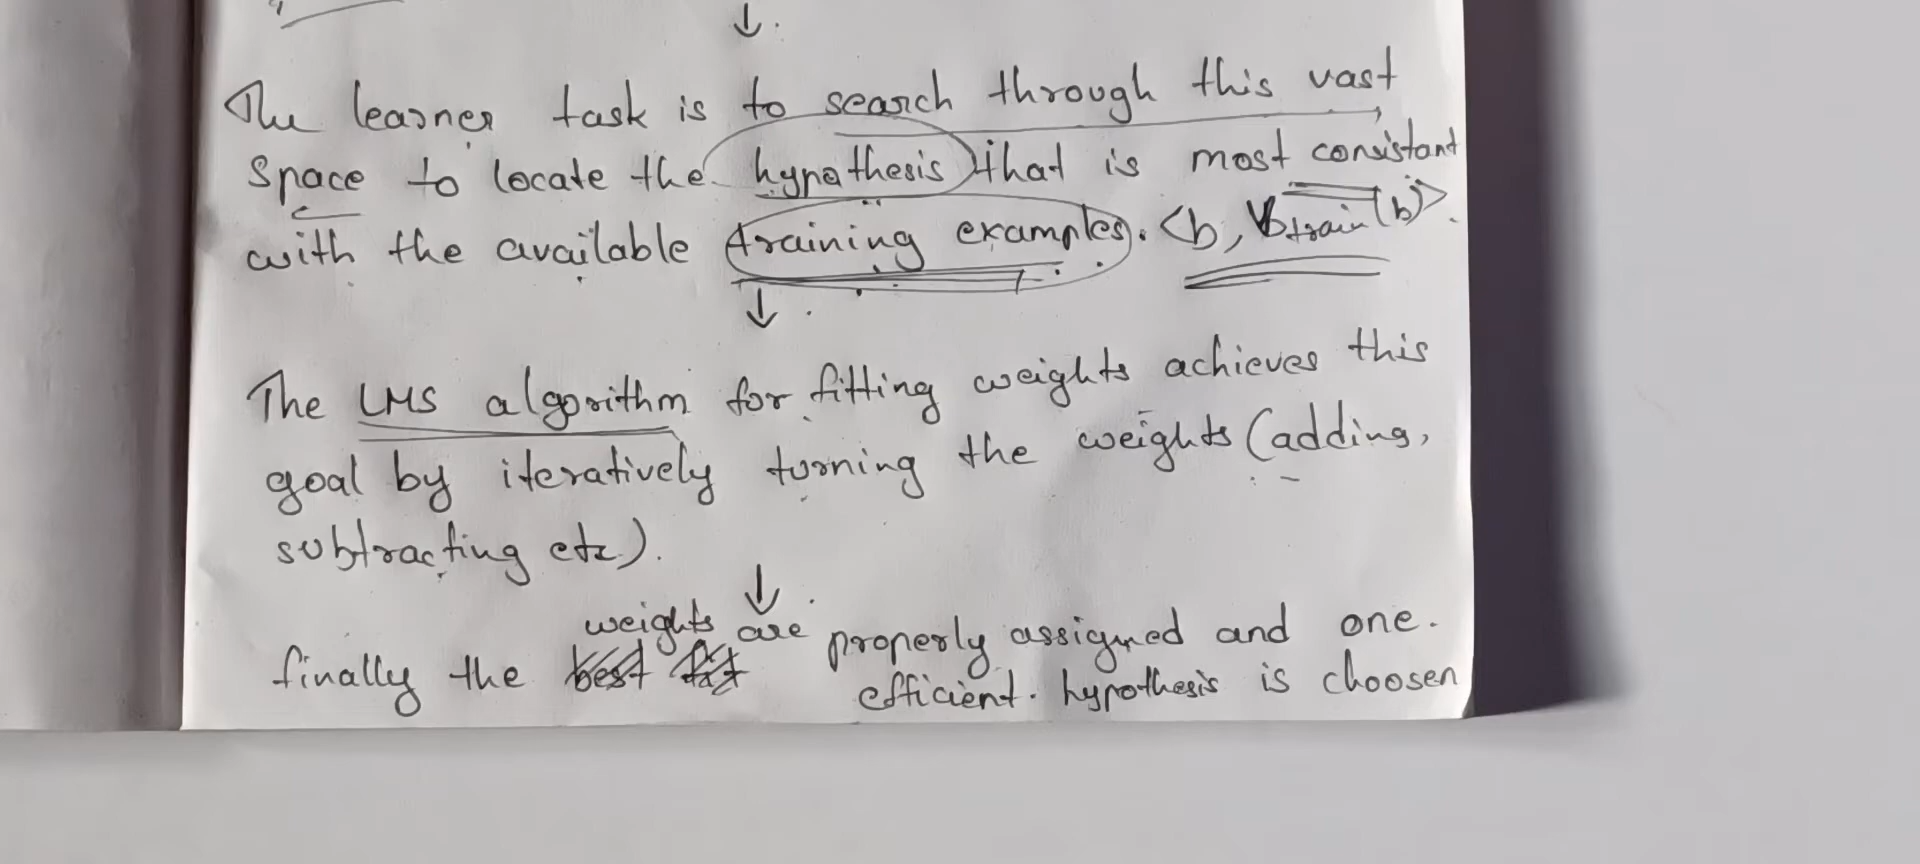 ↓.
The learner task is to search through this vast
space to locate the hypothesis that is most consistant
with the available training examples. <b, Vtrain(b)>.
↓.
The LMS algorithm for fitting weights achieves this
goal by iteratively turning the weights (adding,
subtracting etc).
↓.
finally the weights are properly assigned and one.
efficient. hypothesis is choosen